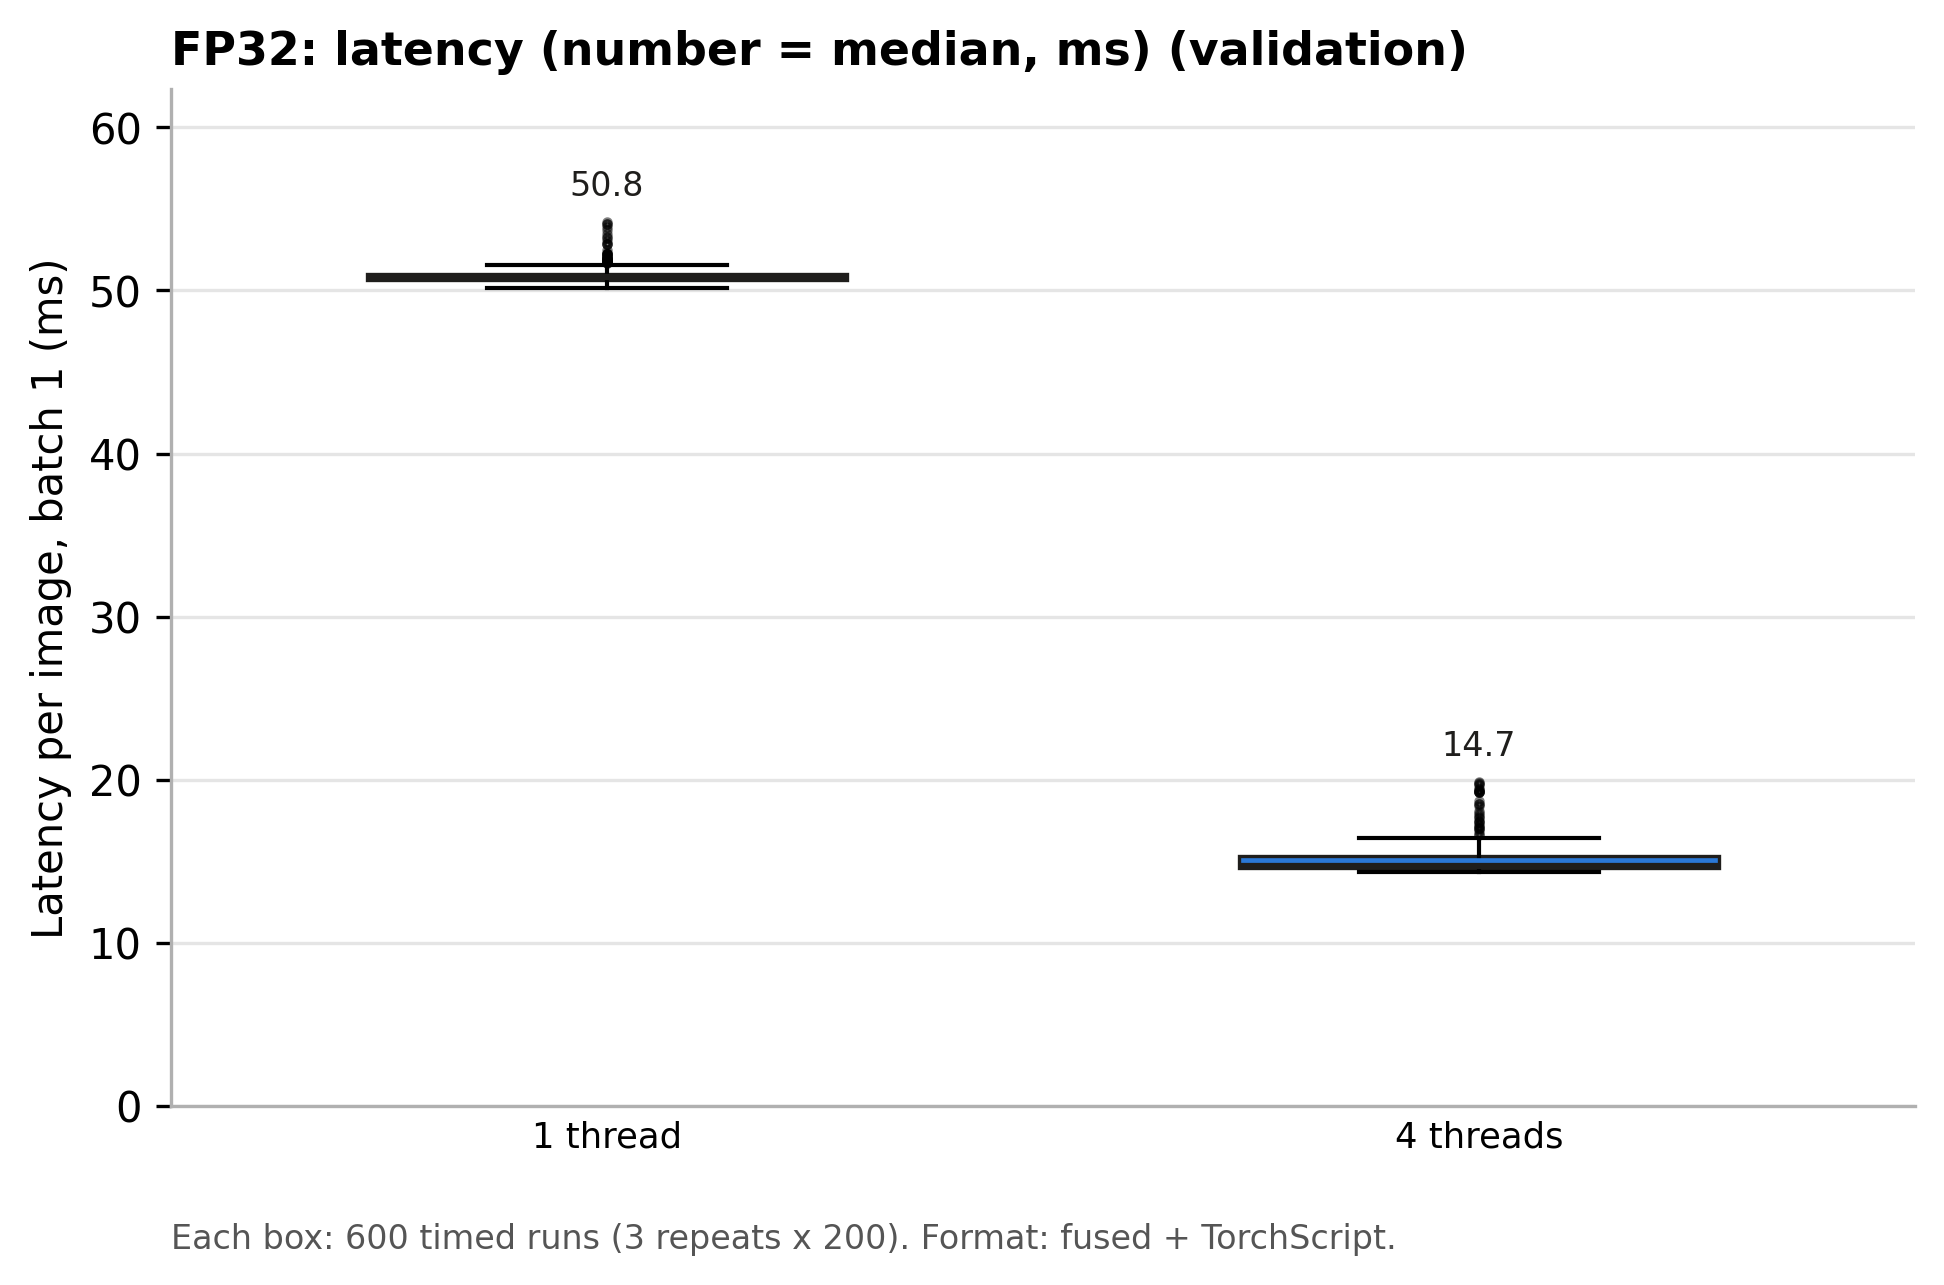 FP32: latency (number = median, ms) (validation)
Latency per image, batch 1 (ms)
60
50
40
30
20
10
0
50.8
14.7
1 thread
4 threads
Each box: 600 timed runs (3 repeats x 200). Format: fused + TorchScript.